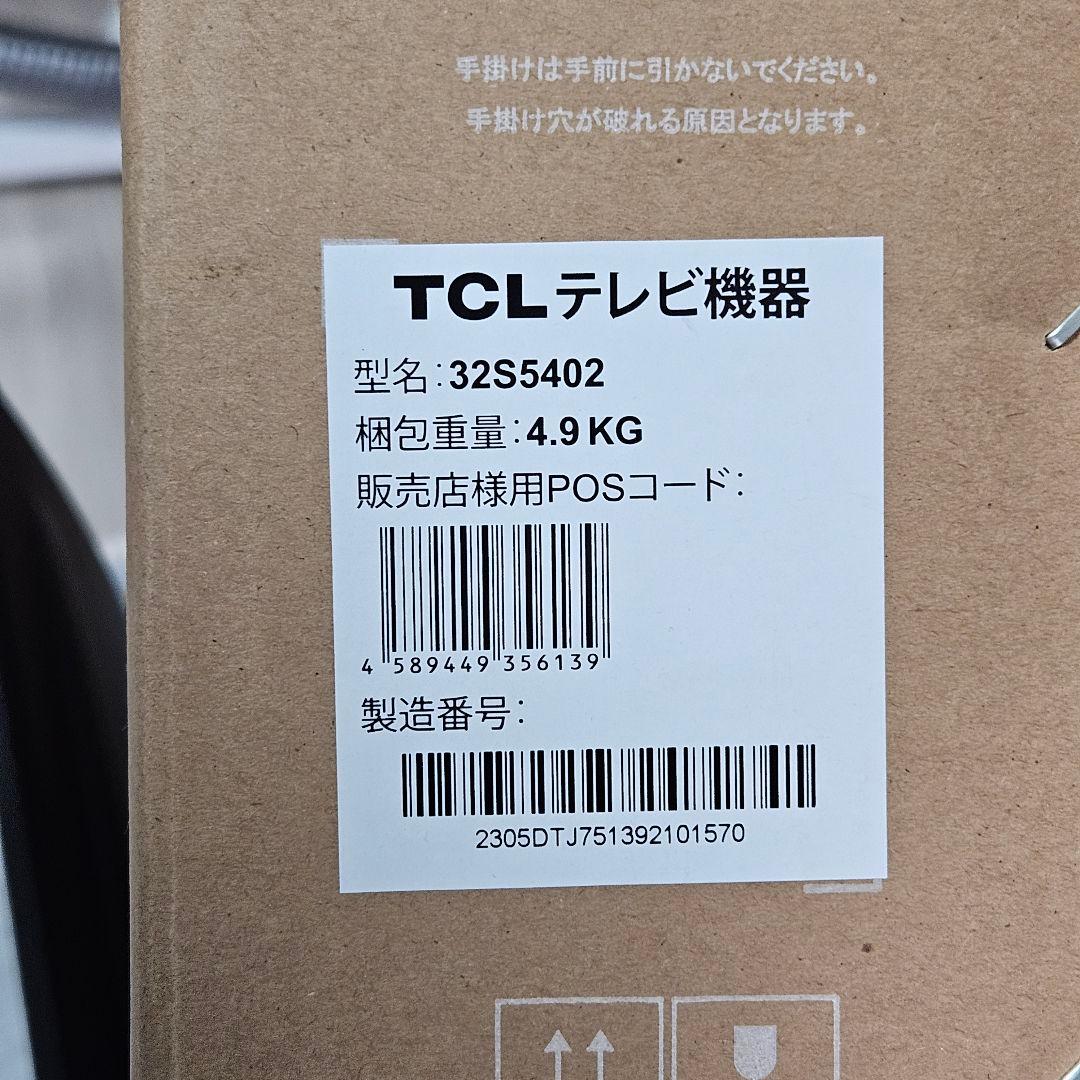 手掛けは手前に引かないでください。
手掛け穴が破れる原因となります。
TCLテレビ機器
型名:32S5402
梱包重量:4.9KG
販売店様用POSコード:
4 589449 356139
製造番号:
2305DTJ751392101570